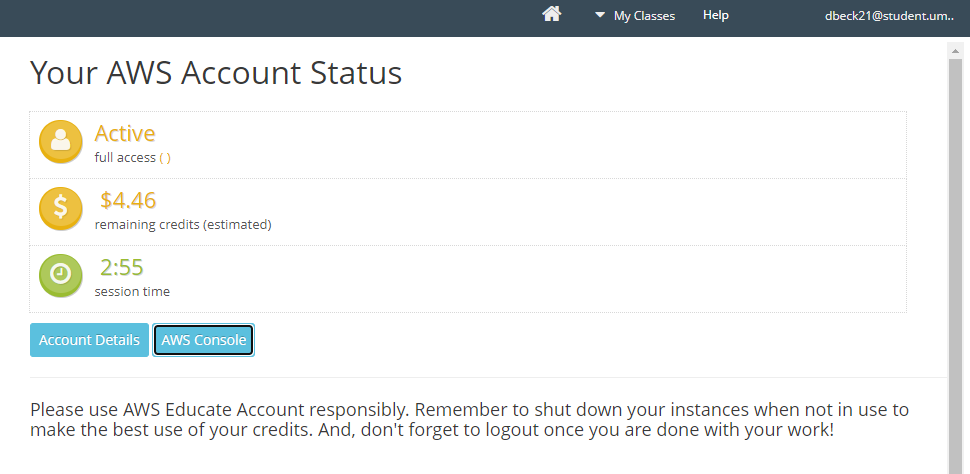 My Classes Help dbeck21@student.um..
Your AWS Account Status
Active
full access ( )
$4.46
remaining credits (estimated)
2:55
session time
Account Details AWS Console
Please use AWS Educate Account responsibly. Remember to shut down your instances when not in use to
make the best use of your credits. And, don't forget to logout once you are done with your work!